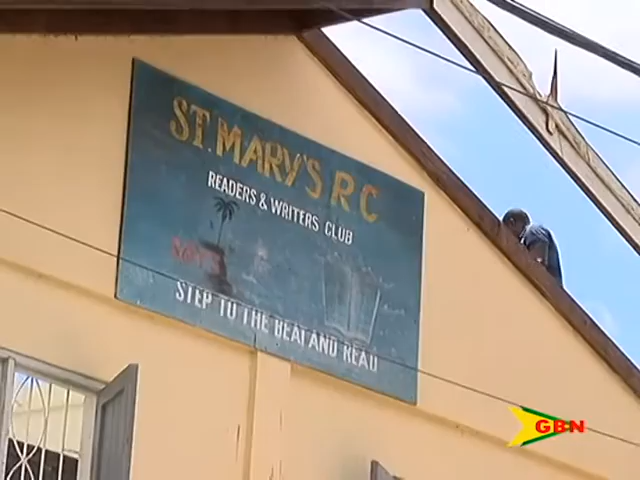 ST. MARY'S R C
READERS & WRITERS CLUB
STEP TO THE BEAT AND READ
GBN